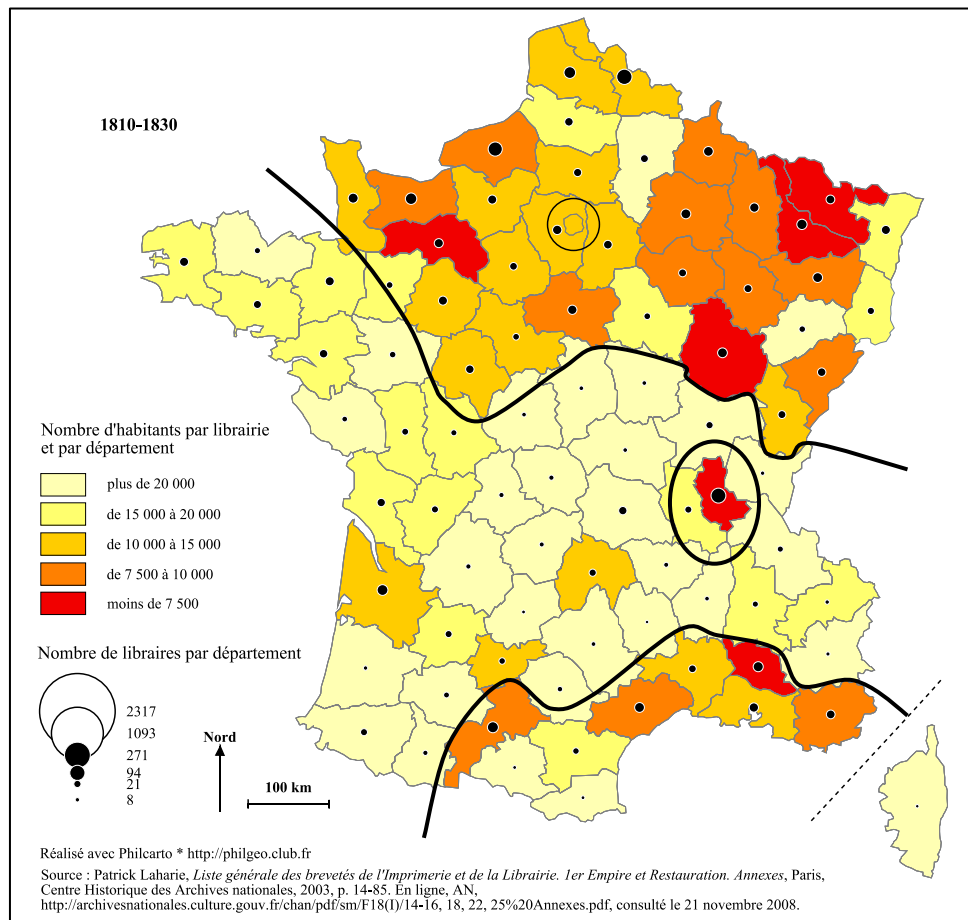 1810-1830
Nombre d'habitants par librairie
et par département
plus de 20 000
de 15 000 à 20 000
de 10 000 à 15 000
de 7 500 à 10 000
moins de 7 500
Nombre de libraires par département
2317
1093
271
94
21
8
Nord
100 km
Réalisé avec Philcarto * http://philgeo.club.fr
Source : Patrick Laharie, Liste générale des brevetés de l'Imprimerie et de la Librairie. 1er Empire et Restauration. Annexes, Paris,
Centre Historique des Archives nationales, 2003, p. 14-85. En ligne, AN,
http://archivesnationales.culture.gouv.fr/chan/pdf/sm/F18(I)/14-16, 18, 22, 25%20Annexes.pdf, consulté le 21 novembre 2008.